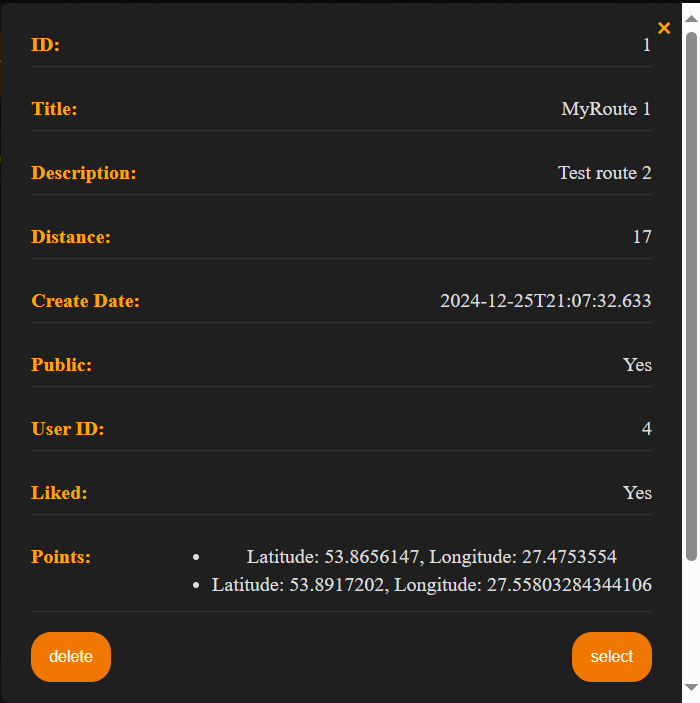 ×
ID: 1
Title: MyRoute 1
Description: Test route 2
Distance: 17
Create Date: 2024-12-25T21:07:32.633
Public: Yes
User ID: 4
Liked: Yes
Points: • Latitude: 53.8656147, Longitude: 27.4753554
• Latitude: 53.8917202, Longitude: 27.55803284344106
delete select